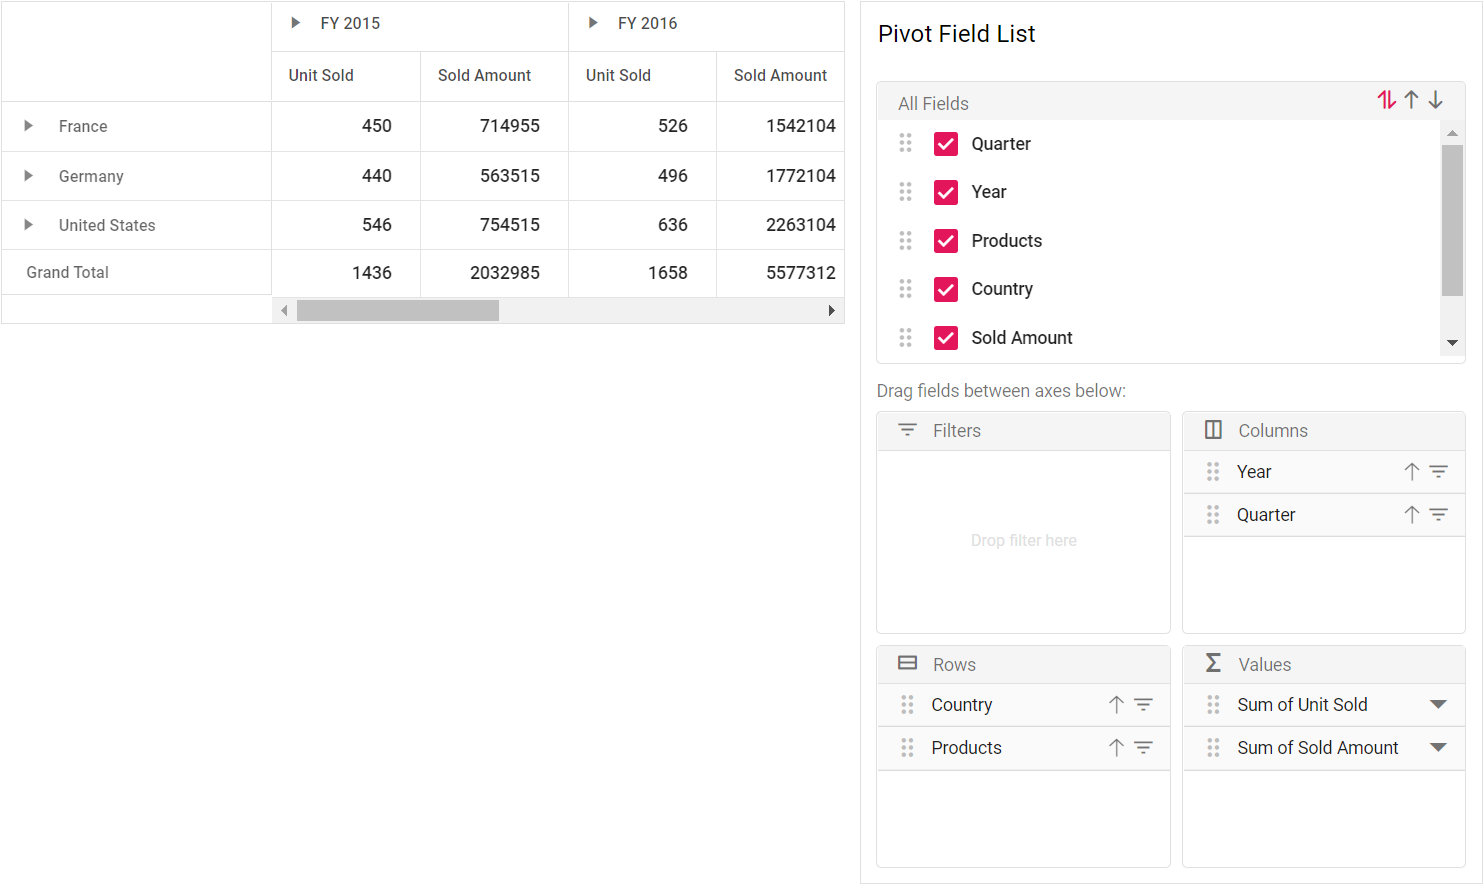 FY 2015 FY 2016
Unit Sold Sold Amount Unit Sold Sold Amount
France 450 714955 526 1542104
Germany 440 563515 496 1772104
United States 546 754515 636 2263104
Grand Total 1436 2032985 1658 5577312
Pivot Field List
All Fields
Quarter
Year
Products
Country
Sold Amount
Drag fields between axes below:
Filters
Drop filter here
Columns
Year
Quarter
Rows
Country
Products
Values
Sum of Unit Sold
Sum of Sold Amount